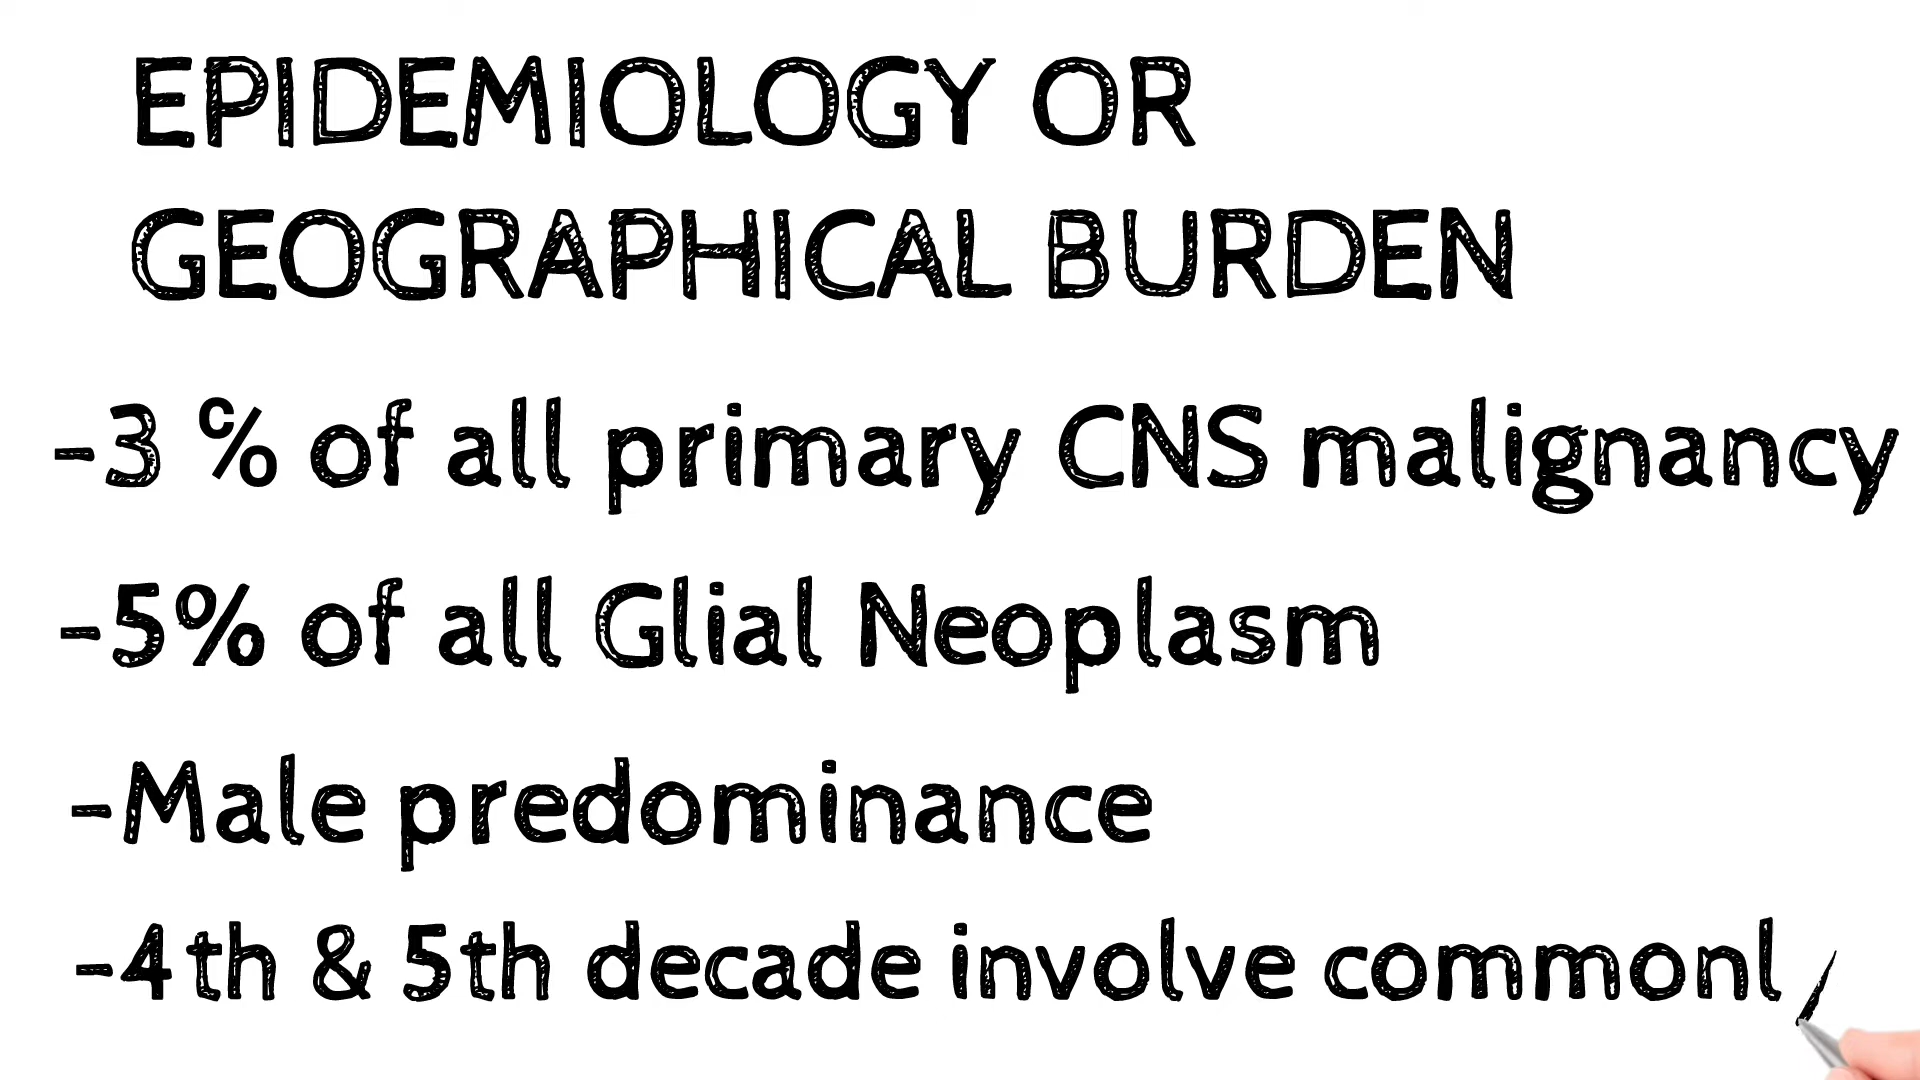 EPIDEMIOLOGY OR
GEOGRAPHICAL BURDEN
-3 % of all primary CNS malignancy
-5% of all Glial Neoplasm
-Male predominance
-4th & 5th decade involve commonl